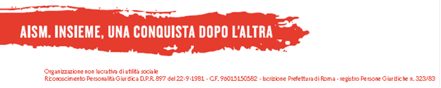 AISM. INSIEME, UNA CONQUISTA DOPO L'ALTRA
Organizzazione non lucrativa di utilità sociale
Riconoscimento Personalità Giuridica D.P.R. 897 del 22-9-1981 - C.F. 96015150582 - Iscrizione Prefettura di Roma - registro Persone Giuridiche n. 323/83